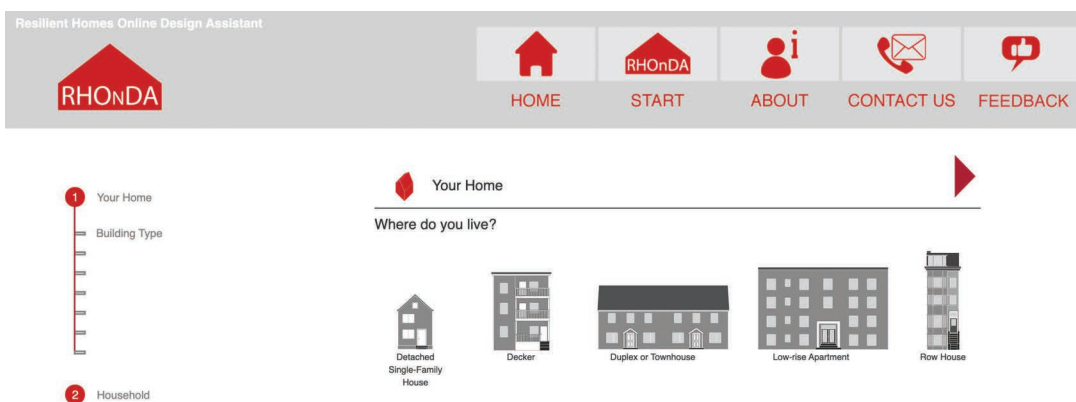 Resilient Homes Online Design Assistant
RHONDA
RHOnDA
HOME
START
ABOUT
CONTACT US
FEEDBACK
1 Your Home
Building Type
2 Household
Your Home
Where do you live?
Detached
Single-Family
House
Decker
Duplex or Townhouse
Low-rise Apartment
Row House